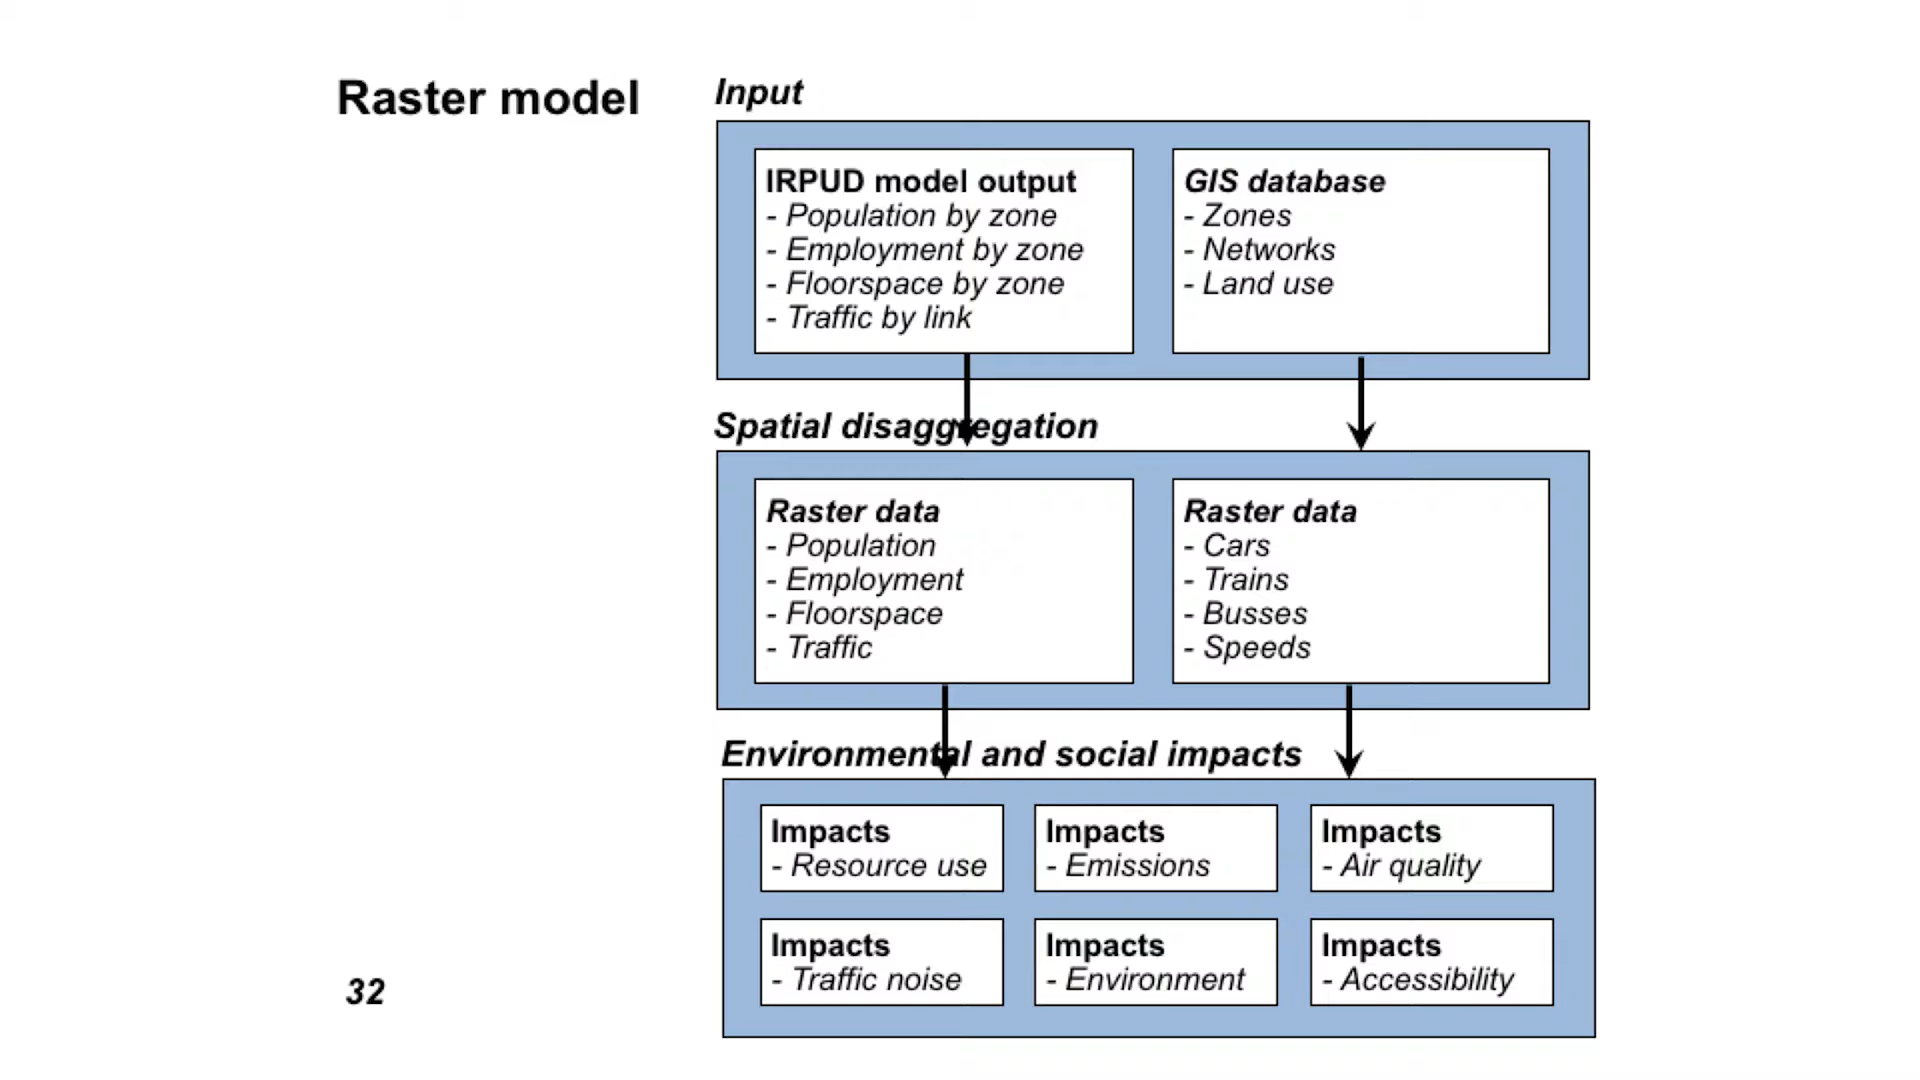 Raster model
Input
IRPUD model output
- Population by zone
- Employment by zone
- Floorspace by zone
- Traffic by link
GIS database
- Zones
- Networks
- Land use
Spatial disaggregation
Raster data
- Population
- Employment
- Floorspace
- Traffic
Raster data
- Cars
- Trains
- Busses
- Speeds
Environmental and social impacts
Impacts
- Resource use
Impacts
- Emissions
Impacts
- Air quality
Impacts
- Traffic noise
Impacts
- Environment
Impacts
- Accessibility
32